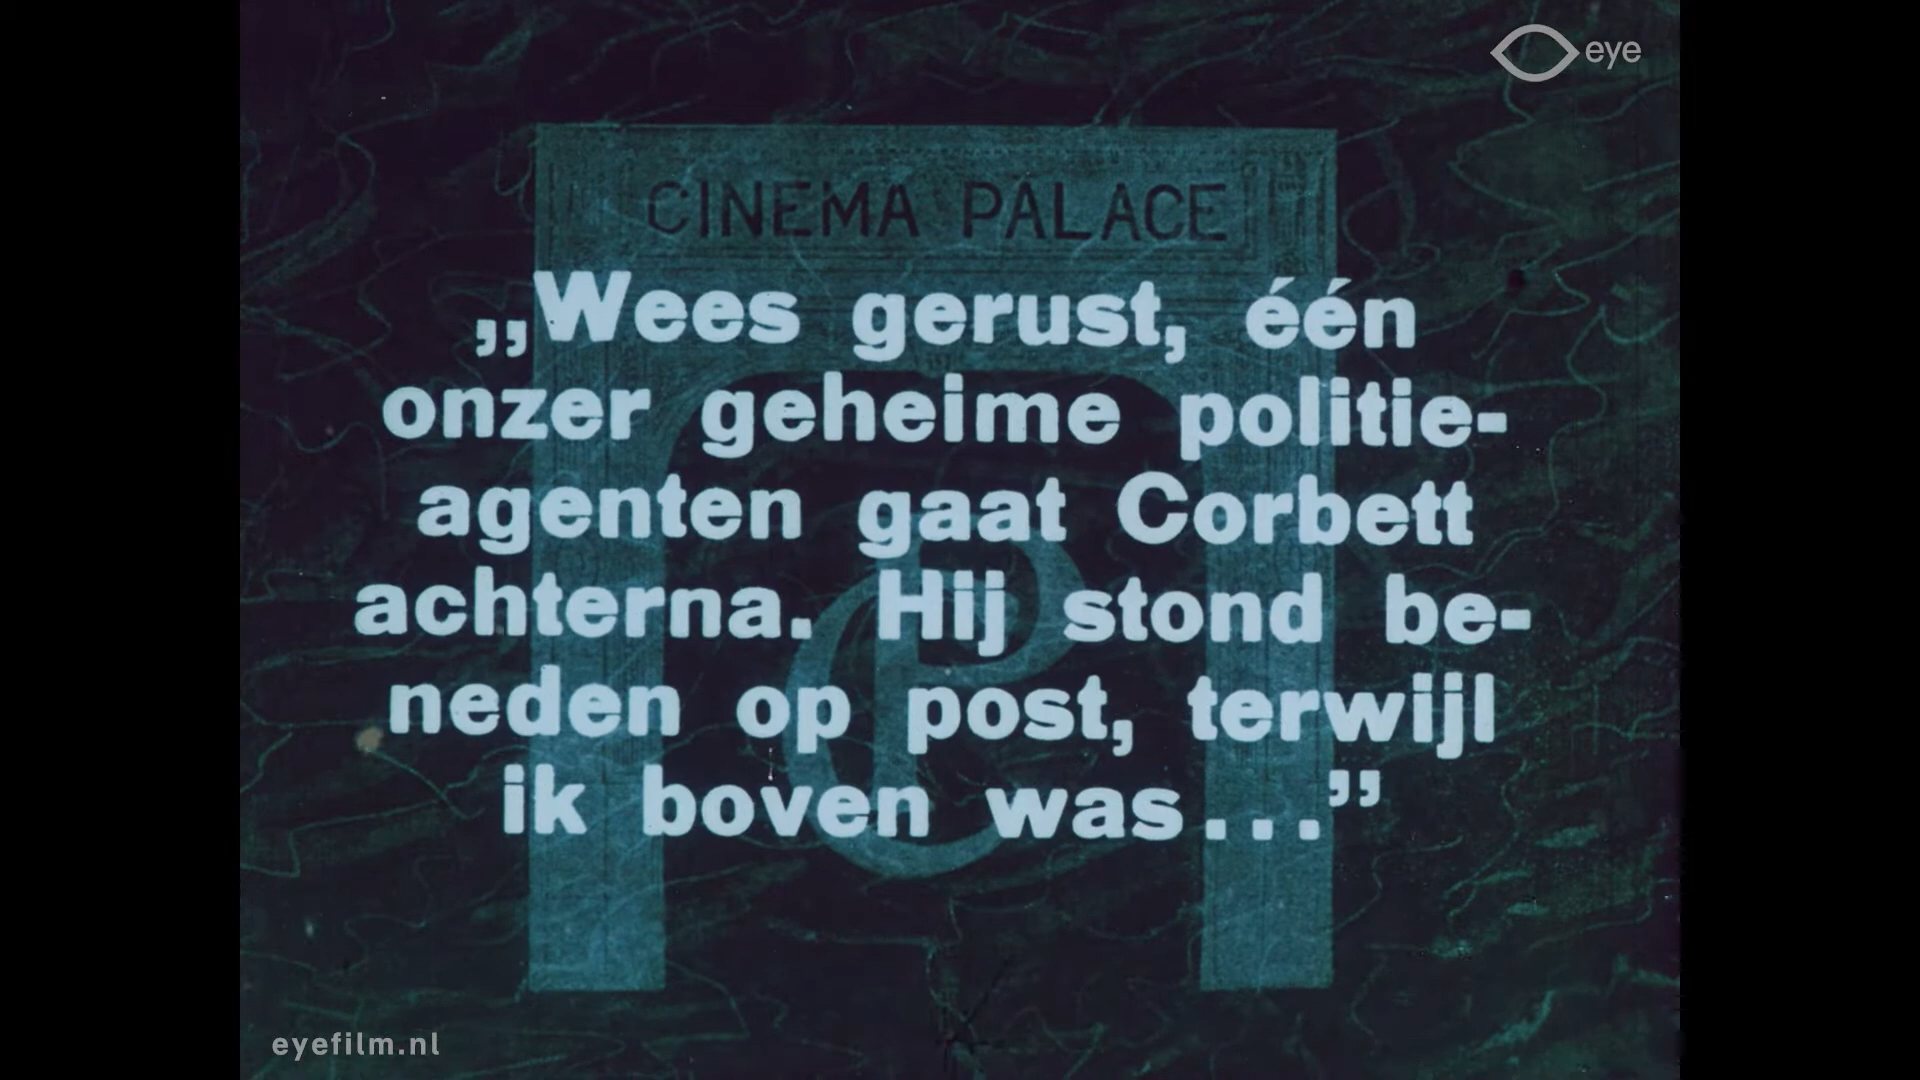 eye
CINEMA PALACE
„Wees gerust, één
onzer geheime politie-
agenten gaat Corbett
achterna. Hij stond be-
neden op post, terwijl
ik boven was...”
CP
eyefilm.nl